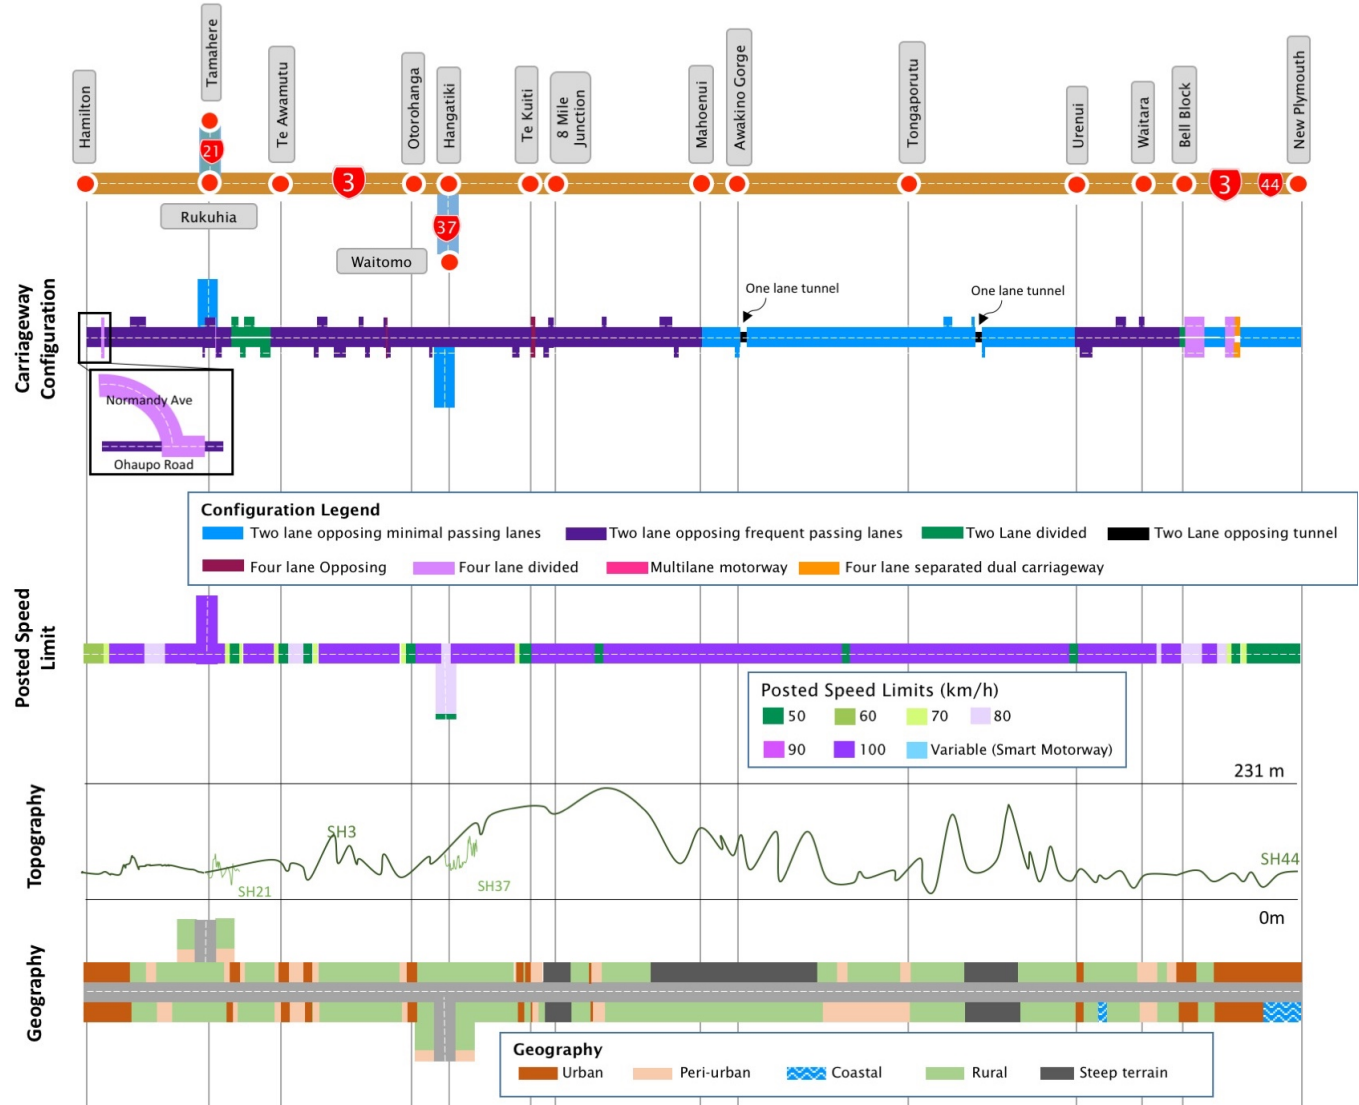 Hamilton
Tamahere
Te Awamutu
Otorohanga
Hangatiki
Te Kuiti
8 Mile
Junction
Mahoenui
Awakino Gorge
Tongaporutu
Urenui
Waitara
Bell Block
New Plymouth
21
3
3
44
Rukuhia
37
Waitomo
Carriageway
Configuration
One lane tunnel
One lane tunnel
Normandy Ave
Ohaupo Road
Configuration Legend
Two lane opposing minimal passing lanes
Two lane opposing frequent passing lanes
Two Lane divided
Two Lane opposing tunnel
Four lane Opposing
Four lane divided
Multilane motorway
Four lane separated dual carriageway
Posted Speed
Limit
Posted Speed Limits (km/h)
50
60
70
80
90
100
Variable (Smart Motorway)
231 m
Topography
SH3
SH21
SH37
SH44
0m
Geography
Geography
Urban
Peri-urban
Coastal
Rural
Steep terrain